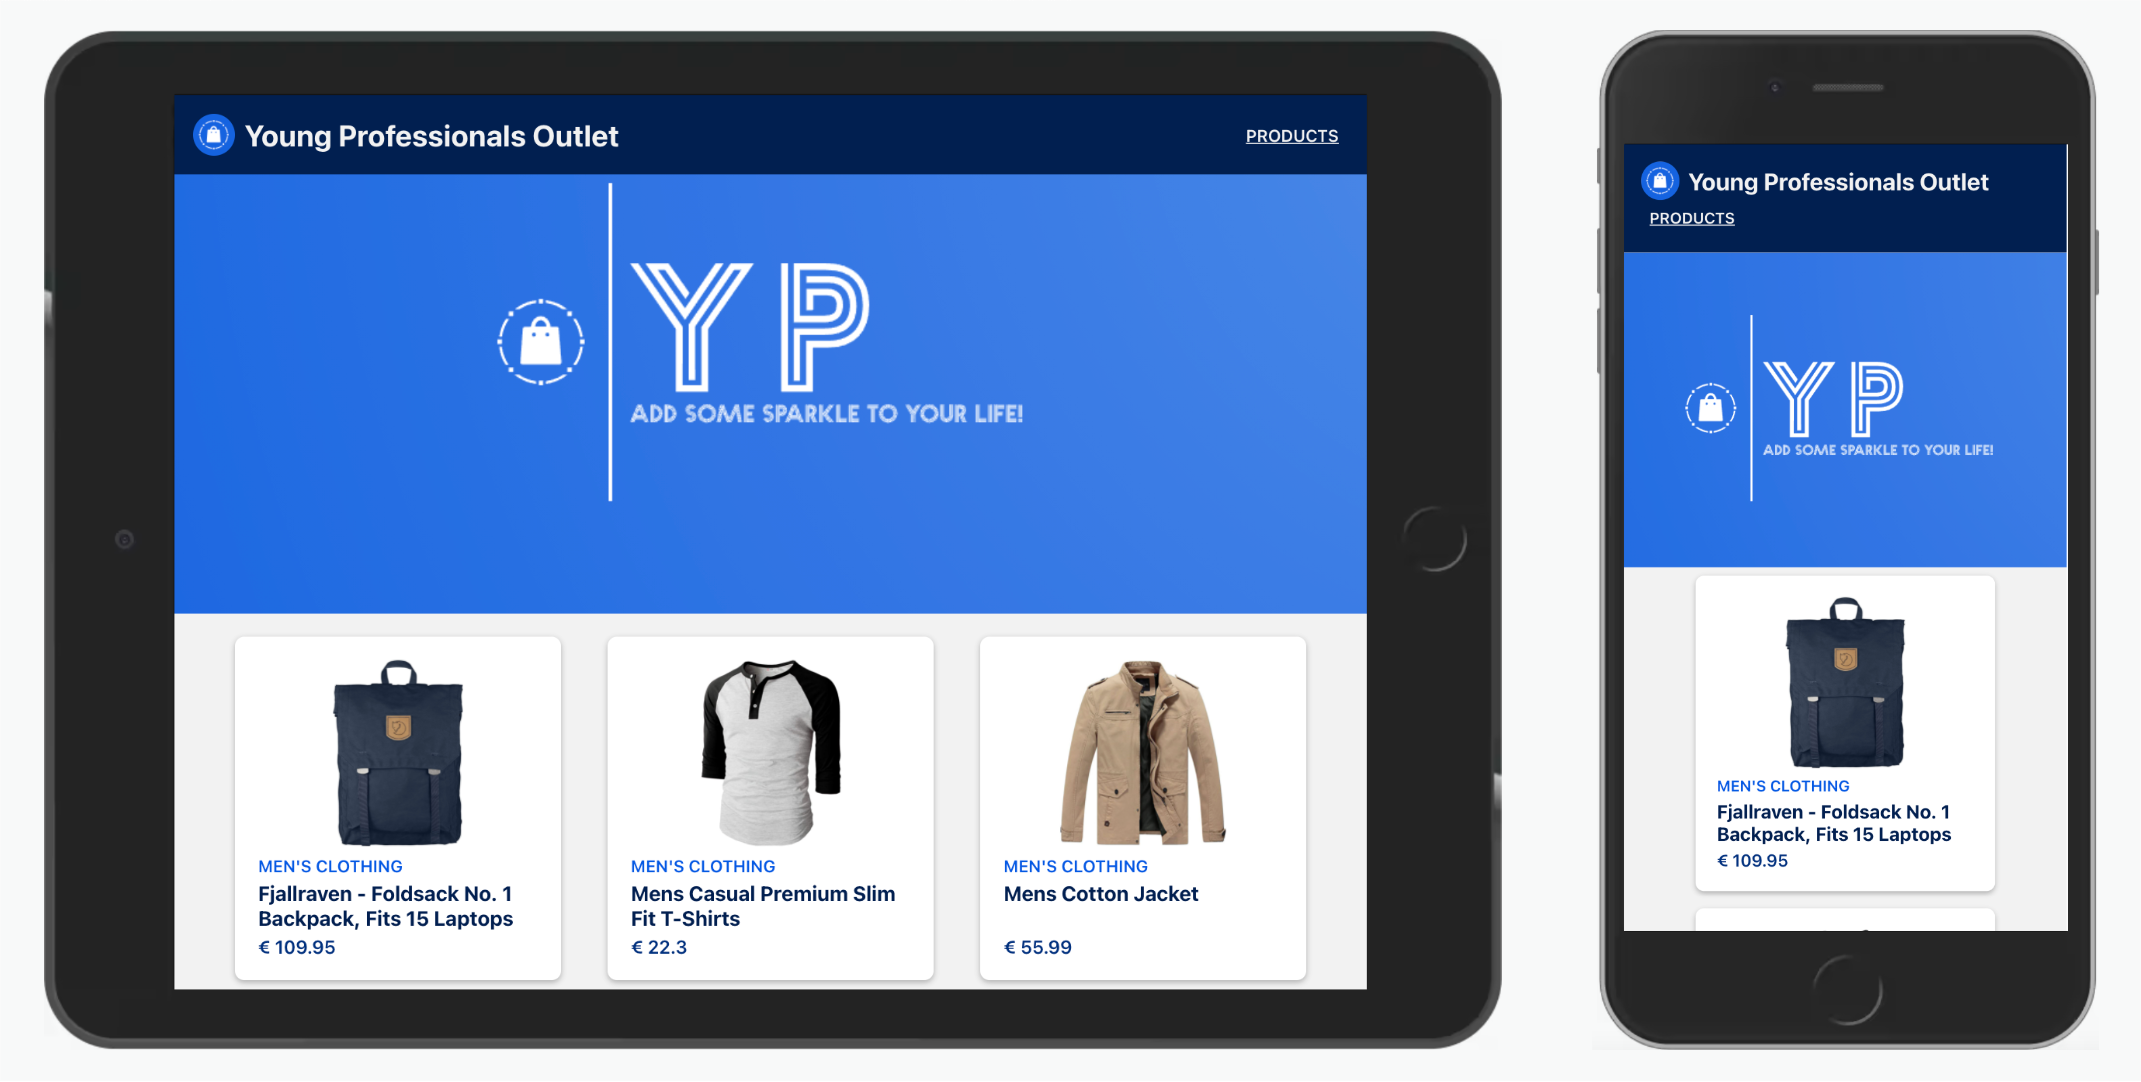 Young Professionals Outlet
PRODUCTS
YP
ADD SOME SPARKLE TO YOUR LIFE!
MEN'S CLOTHING
Fjallraven - Foldsack No. 1
Backpack, Fits 15 Laptops
€ 109.95
MEN'S CLOTHING
Mens Casual Premium Slim
Fit T-Shirts
€ 22.3
MEN'S CLOTHING
Mens Cotton Jacket
€ 55.99
Young Professionals Outlet
PRODUCTS
YP
ADD SOME SPARKLE TO YOUR LIFE!
MEN'S CLOTHING
Fjallraven - Foldsack No. 1
Backpack, Fits 15 Laptops
€ 109.95